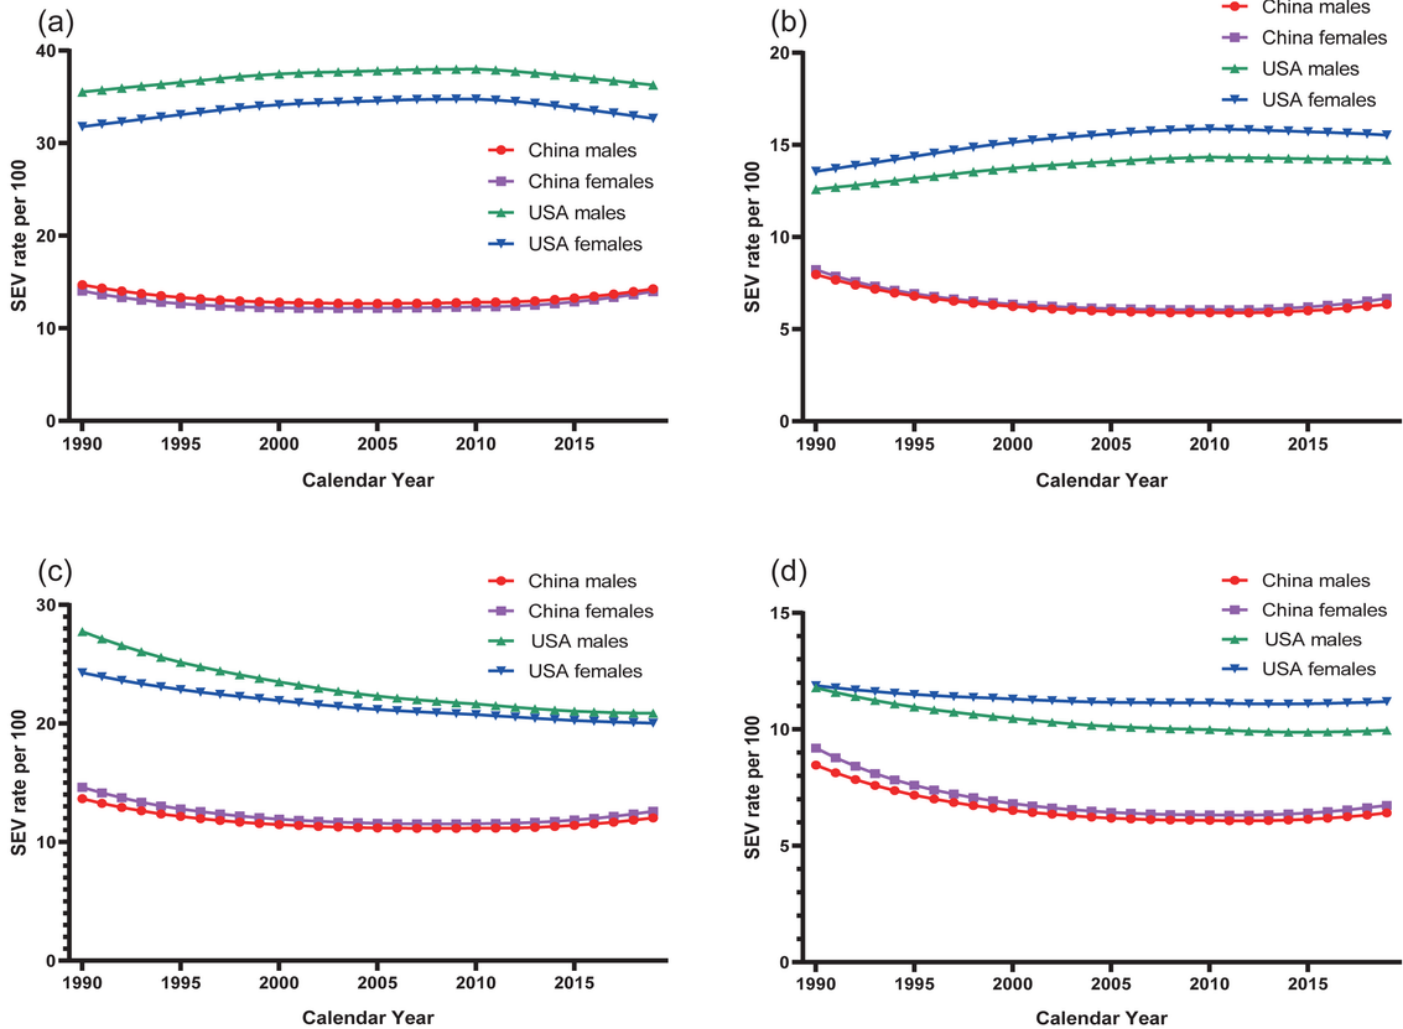 (a)
40
30
20
10
0
SEV rate per 100
China males
China females
USA males
USA females
1990 1995 2000 2005 2010 2015
Calendar Year
(b)
China males
China females
USA males
USA females
20
15
10
5
0
SEV rate per 100
1990 1995 2000 2005 2010 2015
Calendar Year
(c)
China males
China females
USA males
USA females
30
20
10
0
SEV rate per 100
1990 1995 2000 2005 2010 2015
Calendar Year
(d)
China males
China females
USA males
USA females
15
10
5
0
SEV rate per 100
1990 1995 2000 2005 2010 2015
Calendar Year